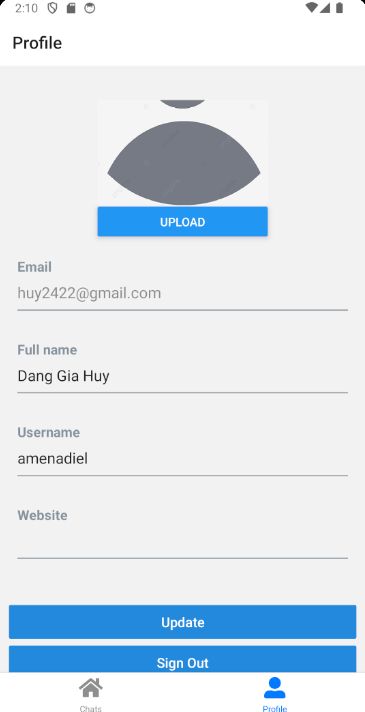 2:10
Profile
UPLOAD
Email
huy2422@gmail.com
Full name
Dang Gia Huy
Username
amenadiel
Website
Update
Sign Out
Chats
Profile